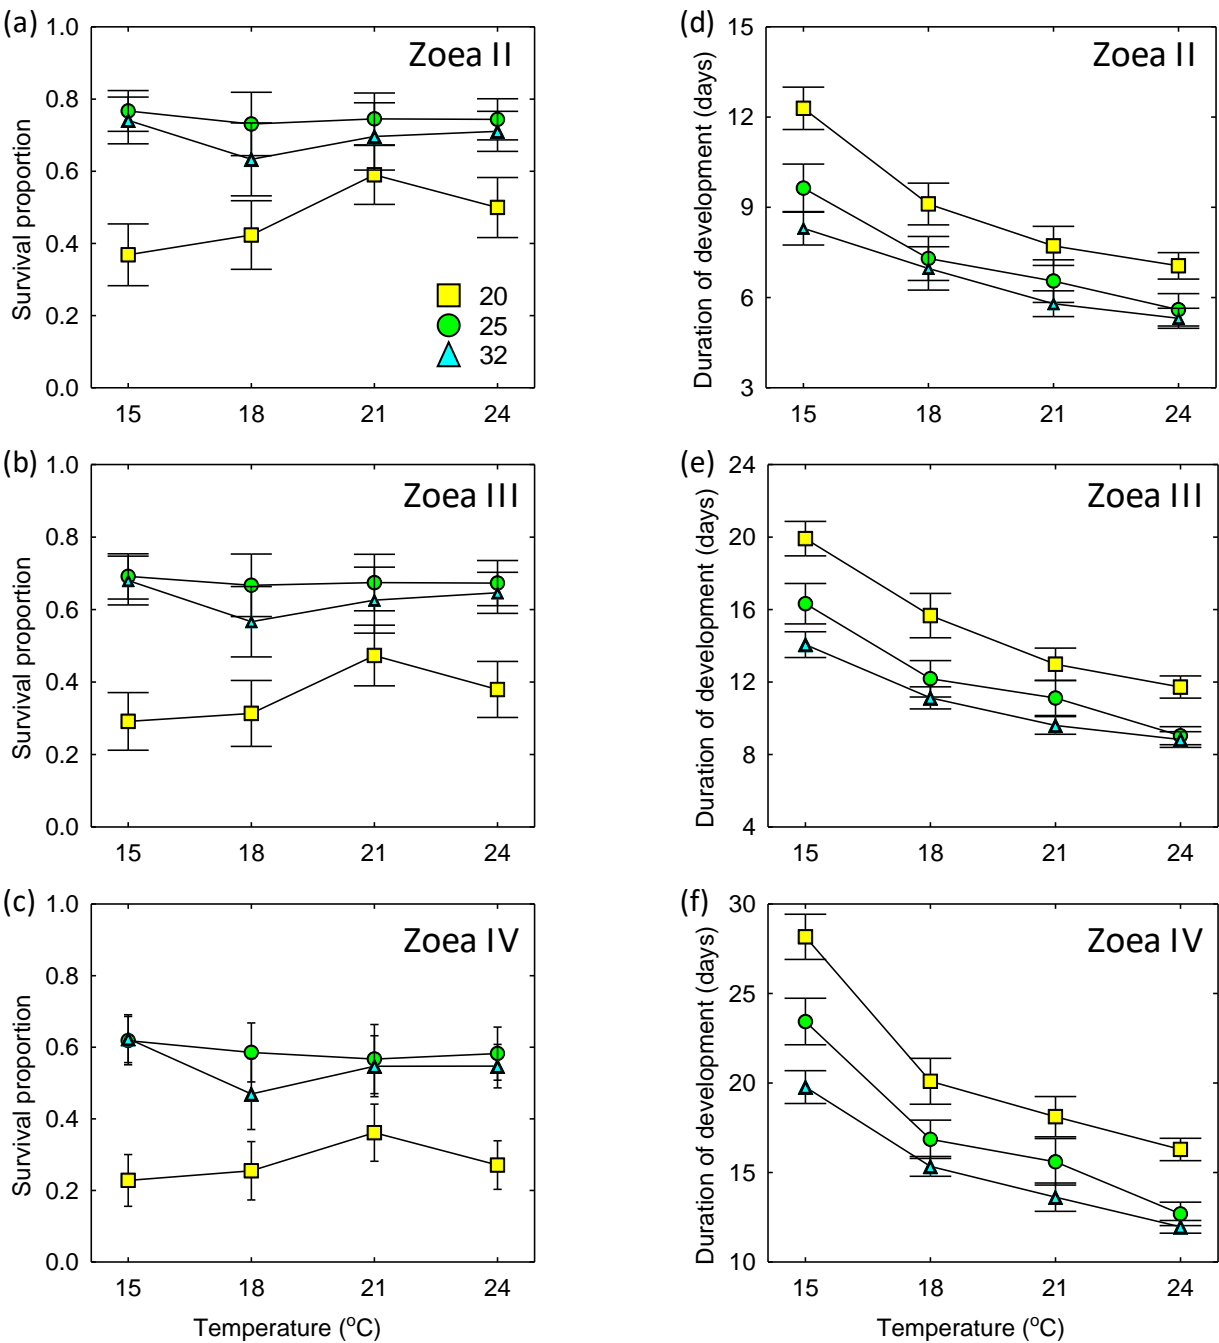 (a)
Zoea II
Survival proportion
1.0
0.8
0.6
0.4
0.2
0.0
20
25
32
15 18 21 24
(d)
Zoea II
Duration of development (days)
15
12
9
6
3
15 18 21 24
(b)
Zoea III
Survival proportion
1.0
0.8
0.6
0.4
0.2
0.0
15 18 21 24
(e)
Zoea III
Duration of development (days)
24
20
16
12
8
4
15 18 21 24
(c)
Zoea IV
Survival proportion
1.0
0.8
0.6
0.4
0.2
0.0
15 18 21 24
Temperature (°C)
(f)
Zoea IV
Duration of development (days)
30
25
20
15
10
15 18 21 24
Temperature (°C)